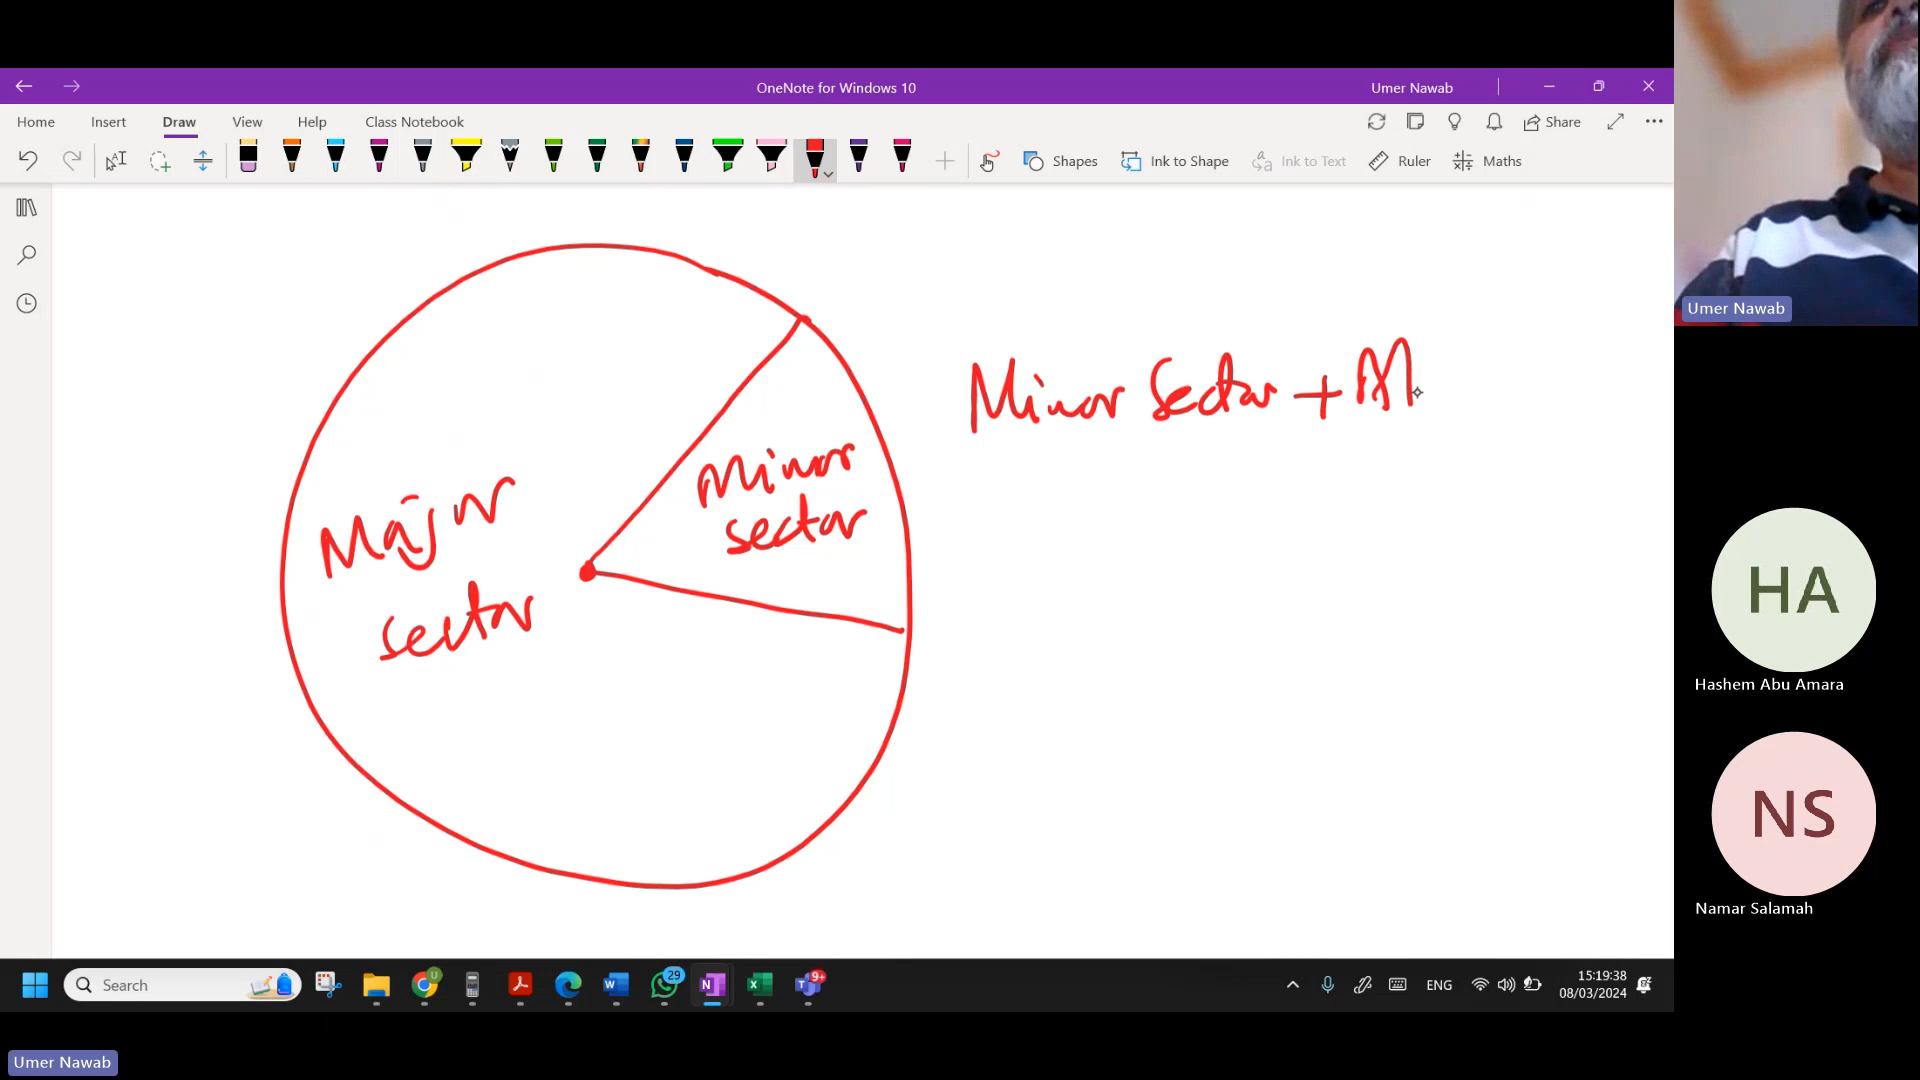 OneNote for Windows 10
Umer Nawab
Home
Insert
Draw
View
Help
Class Notebook
Share
Shapes
Ink to Shape
Ink to Text
Ruler
Maths
Umer Nawab
Minor Sector + M
Minor
sector
Major
sector
HA
Hashem Abu Amara
NS
Namar Salamah
Search
U
W
29
N
X
T
9+
ENG
15:19:38
08/03/2024
Umer Nawab